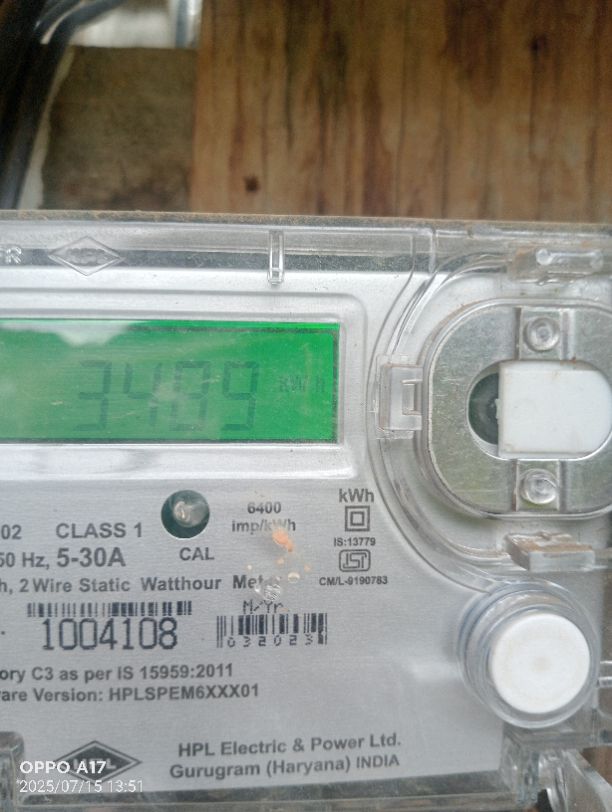 3489 kWh
02 CLASS 1
6400
imp/kWh
kWh
IS:13779
50 Hz, 5-30A
CAL
CM/L-9190783
h, 2 Wire Static Watthour
M/Yr
1004108
032023
ory C3 as per IS 15959:2011
are Version: HPLSPEM6XXX01
HPL Electric & Power Ltd.
Gurugram (Haryana) INDIA
OPPO A17
2025/07/15 13:51